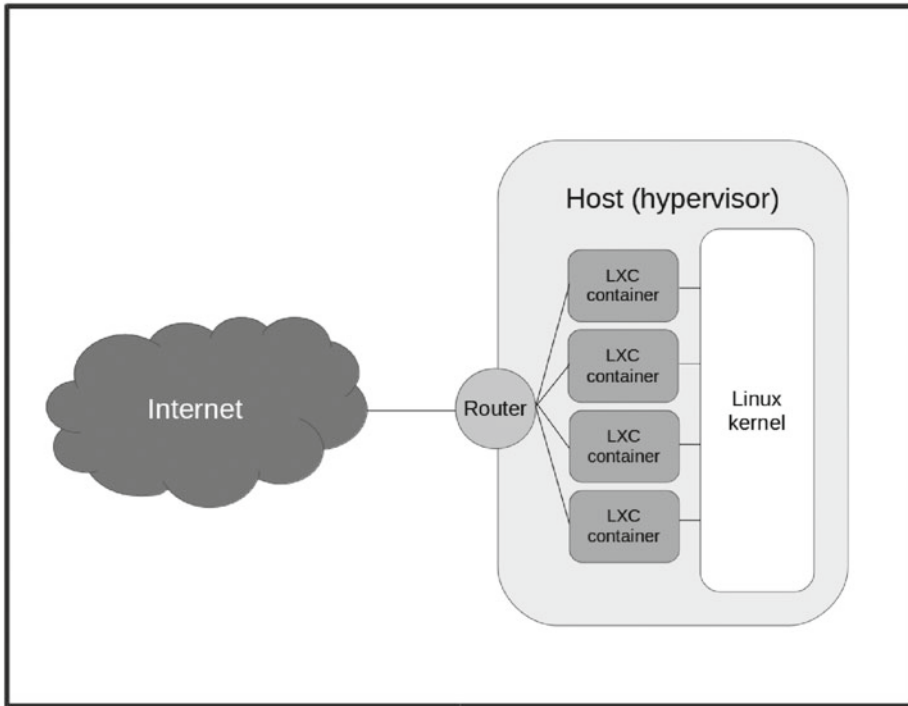 Host (hypervisor)
LXC
container
LXC
container
LXC
container
LXC
container
Linux
kernel
Internet
Router